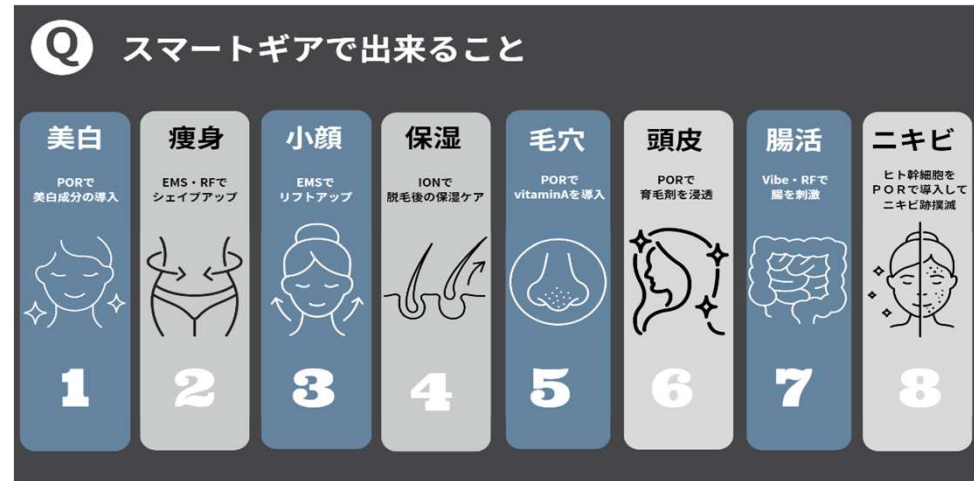 Q スマートギアで出来ること
美白
PORで
美白成分の導入
1
痩身
EMS・RFで
シェイプアップ
2
小顔
EMSで
リフトアップ
3
保湿
IONで
脱毛後の保湿ケア
4
毛穴
PORで
vitaminAを導入
5
頭皮
PORで
育毛剤を浸透
6
腸活
Vibe・RFで
腸を刺激
7
ニキビ
ヒト幹細胞を
PORで導入して
ニキビ跡撲滅
8